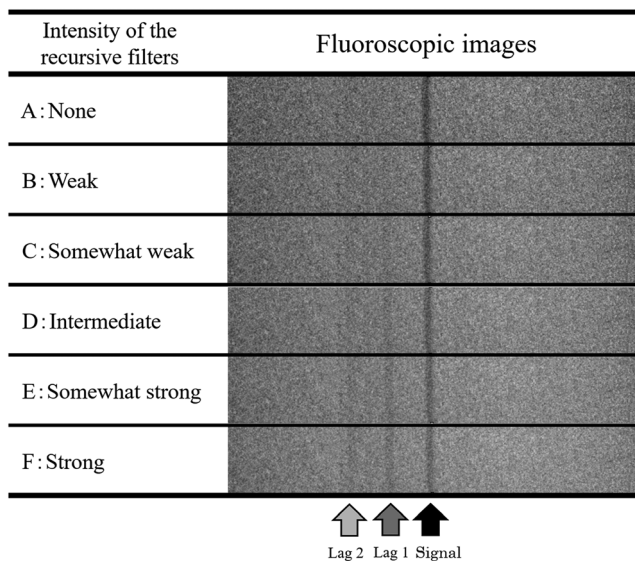 Intensity of the
recursive filters
Fluoroscopic images
A:None
B:Weak
C:Somewhat weak
D:Intermediate
E:Somewhat strong
F:Strong
Lag 2 Lag 1 Signal